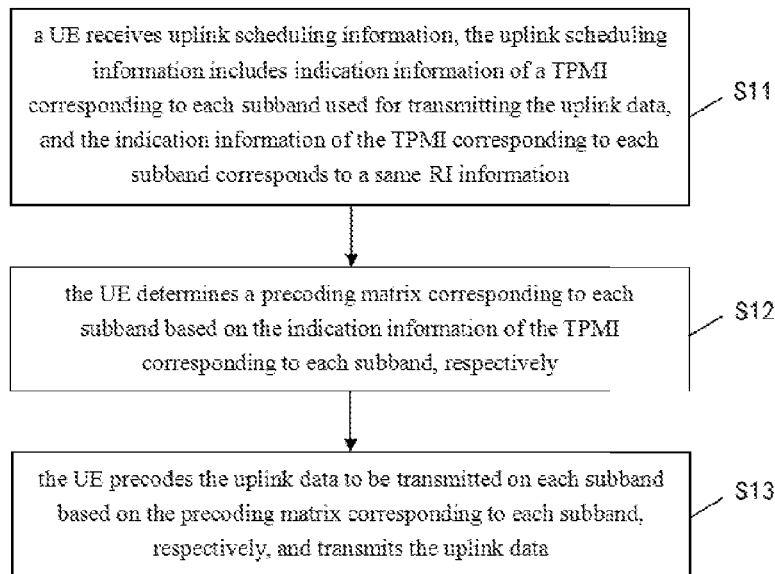 a UE receives uplink scheduling information, the uplink scheduling
information includes indication information of a TPMI
corresponding to each subband used for transmitting the uplink data,
and the indication information of the TPMI corresponding to each
subband corresponds to a same RI information
S11
the UE determines a precoding matrix corresponding to each
subband based on the indication information of the TPMI
corresponding to each subband, respectively
S12
the UE precodes the uplink data to be transmitted on each subband
based on the precoding matrix corresponding to each subband,
respectively, and transmits the uplink data
S13